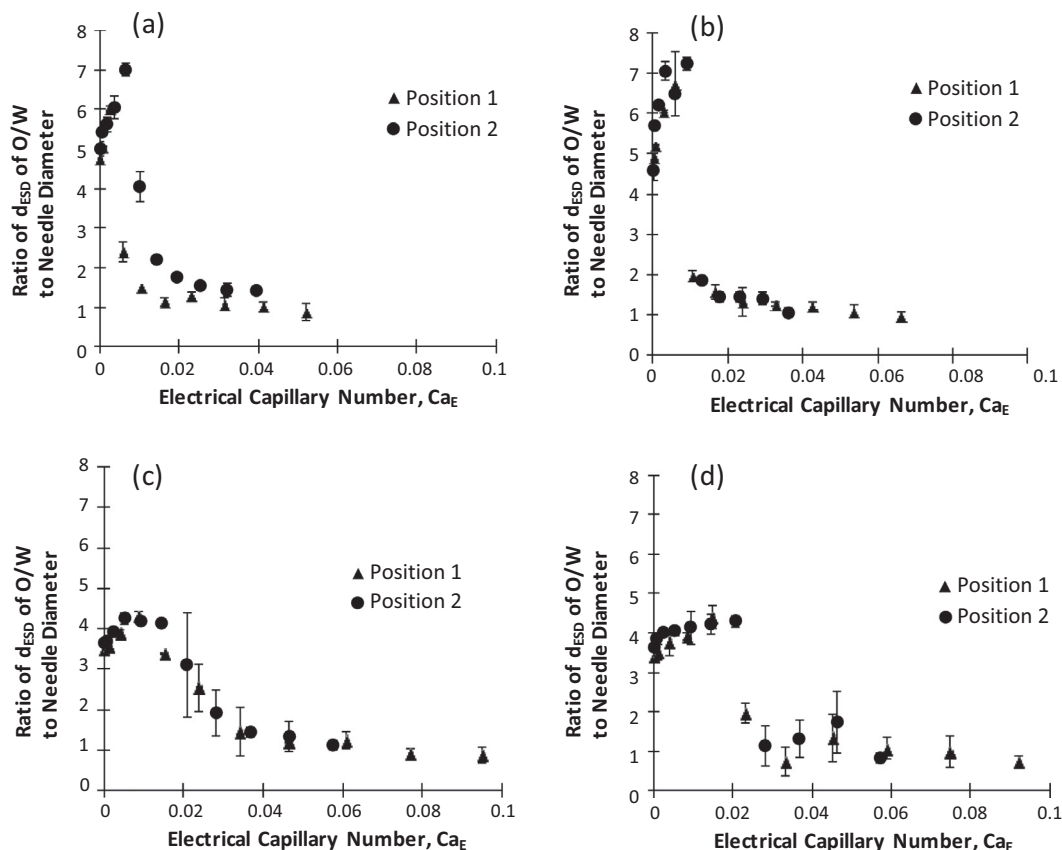 (a)
8
7
6
5
4
3
2
1
0
Ratio of dESD of O/W
to Needle Diameter
Position 1
Position 2
0 0.02 0.04 0.06 0.08 0.1
Electrical Capillary Number, CaE
(b)
8
7
6
5
4
3
2
1
0
Ratio of dESD of O/W
to Needle Diameter
Position 1
Position 2
0 0.02 0.04 0.06 0.08 0.1
Electrical Capillary Number, CaE
(c)
8
7
6
5
4
3
2
1
0
Ratio of dESD of O/W
to Needle Diameter
Position 1
Position 2
0 0.02 0.04 0.06 0.08 0.1
Electrical Capillary Number, CaE
(d)
8
7
6
5
4
3
2
1
0
Ratio of dESD of O/W
to Needle Diameter
Position 1
Position 2
0 0.02 0.04 0.06 0.08 0.1
Electrical Capillary Number, CaE